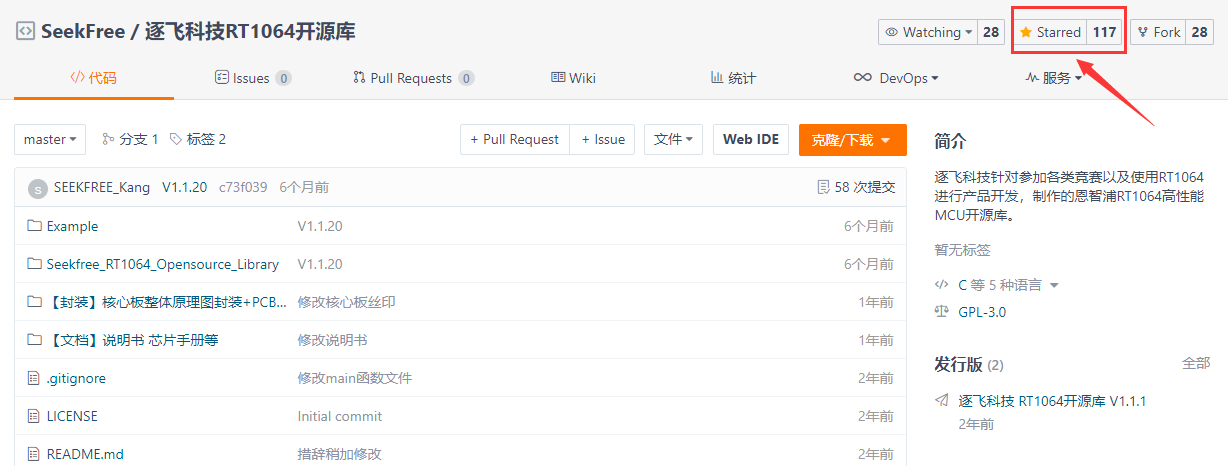 SeekFree / 逐飞科技RT1064开源库
Watching 28
Starred 117
Fork 28
代码
Issues 0
Pull Requests 0
Wiki
统计
DevOps
服务
master
分支 1
标签 2
+ Pull Request
+ Issue
文件
Web IDE
克隆/下载
s SEEKFREE_Kang V1.1.20 c73f039 6个月前
58 次提交
Example V1.1.20 6个月前
Seekfree_RT1064_Opensource_Library V1.1.20 6个月前
【封装】核心板整体原理图封装+PCB... 修改核心板丝印 1年前
【文档】说明书 芯片手册等 修改说明书 1年前
.gitignore 修改main函数文件 2年前
LICENSE Initial commit 2年前
README.md 措辞稍加修改 2年前
简介
逐飞科技针对参加各类竞赛以及使用RT1064
进行产品开发，制作的恩智浦RT1064高性能
MCU开源库。
暂无标签
C 等 5 种语言
GPL-3.0
发行版 (2) 全部
逐飞科技 RT1064开源库 V1.1.1
2年前